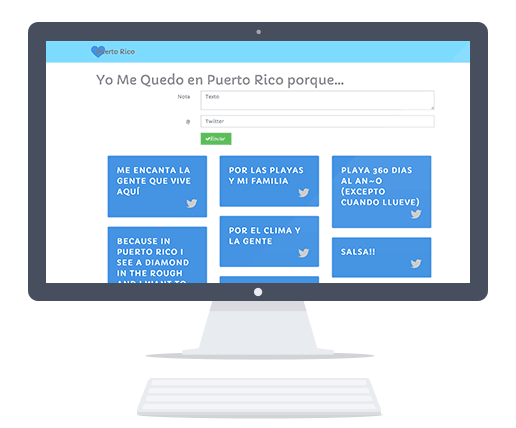 Puerto Rico
Yo Me Quedo en Puerto Rico porque...
Nota
Texto
@
Twitter
Enviar
ME ENCANTA LA
GENTE QUE VIVE
AQUÍ
POR LAS PLAYAS
Y MI FAMILIA
PLAYA 360 DIAS
AL AN~O
(EXCEPTO
CUANDO LLUEVE)
BECAUSE IN
PUERTO RICO I
SEE A DIAMOND
IN THE ROUGH
AND I WANT TO
POR EL CLIMA Y
LA GENTE
SALSA!!